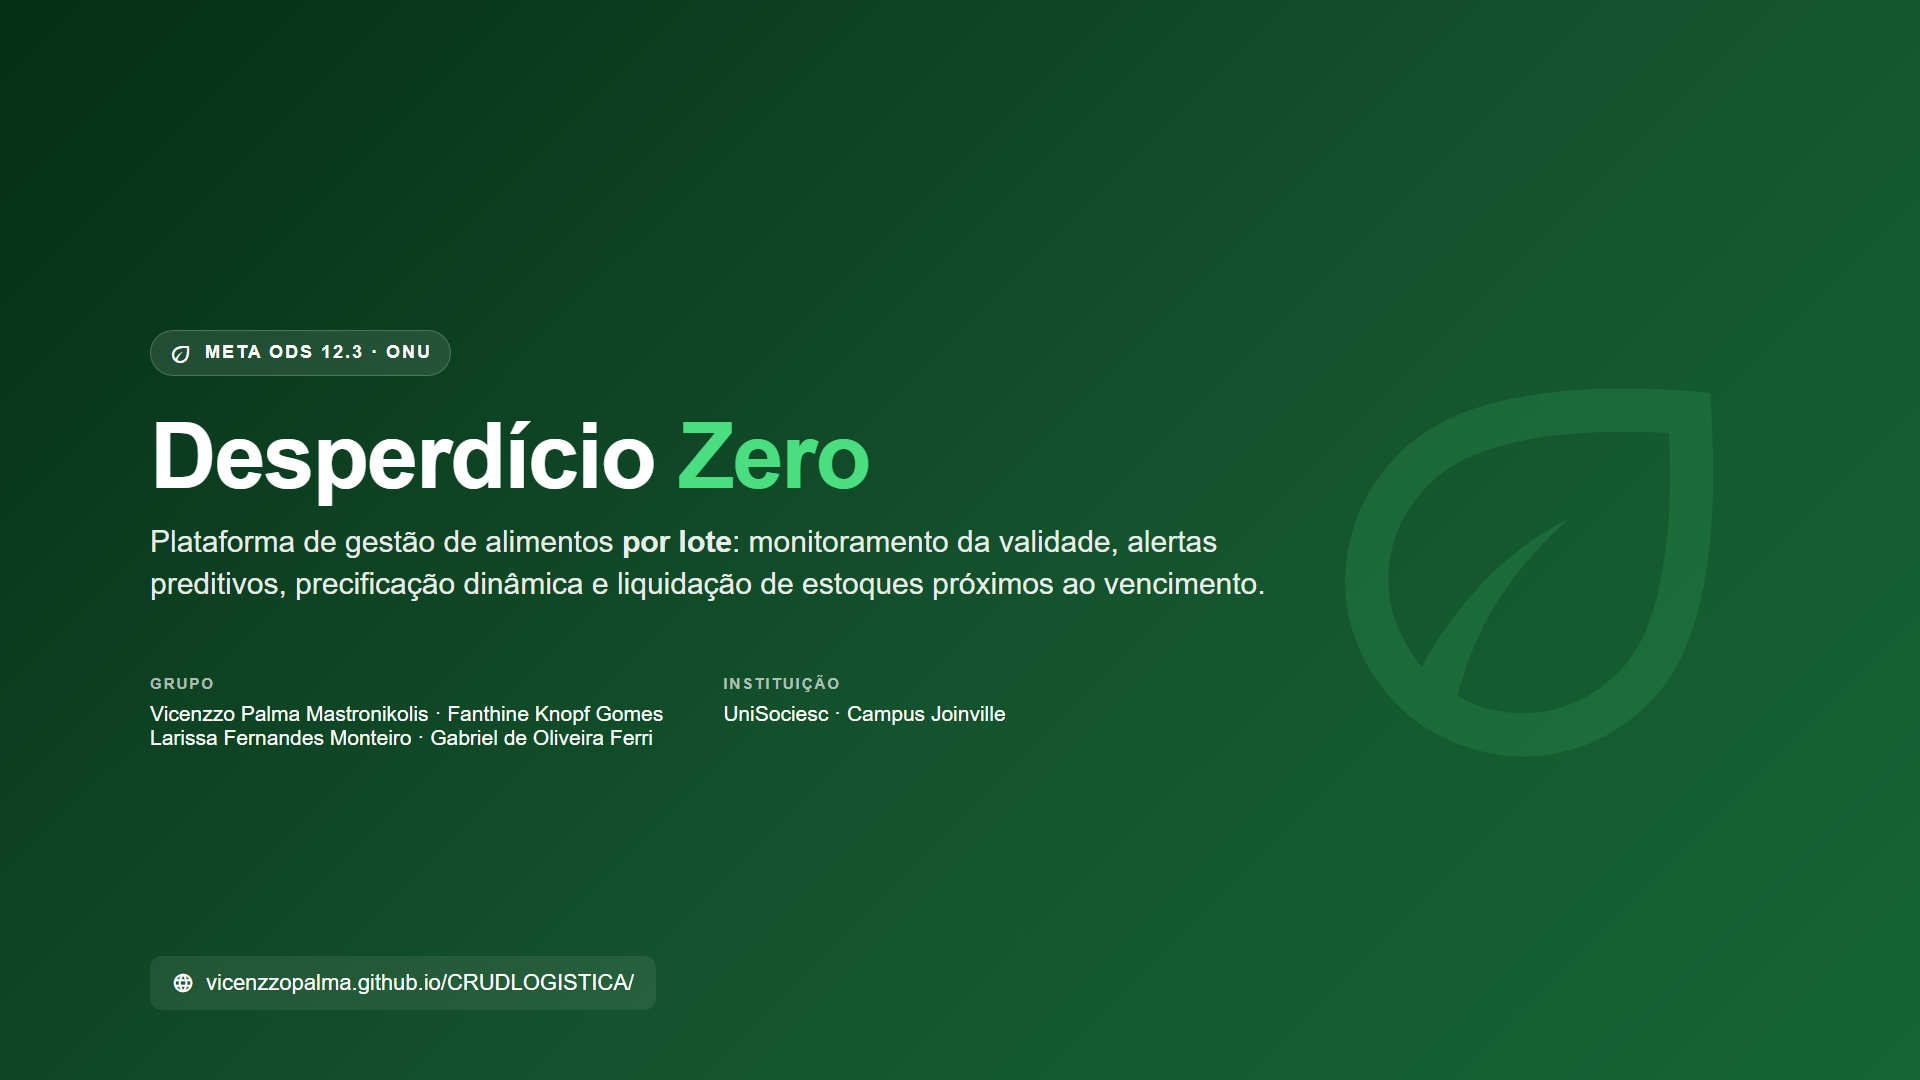 META ODS 12.3 · ONU
Desperdício Zero
Plataforma de gestão de alimentos por lote: monitoramento da validade, alertas
preditivos, precificação dinâmica e liquidação de estoques próximos ao vencimento.
GRUPO
Vicenzzo Palma Mastronikolis · Fanthine Knopf Gomes
Larissa Fernandes Monteiro · Gabriel de Oliveira Ferri
INSTITUIÇÃO
UniSociesc · Campus Joinville
vicenzzopalma.github.io/CRUDLOGISTICA/